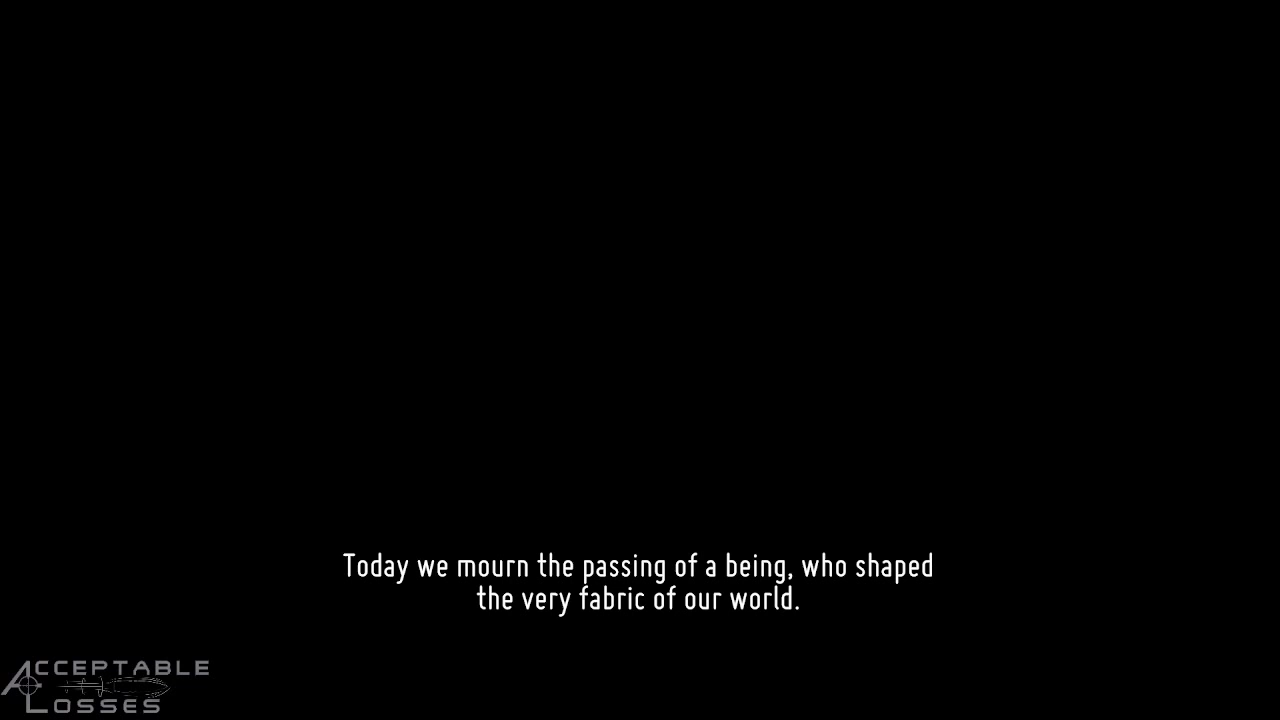 Today we mourn the passing of a being, who shaped
the very fabric of our world.
ACCEPTABLE
LOSSES